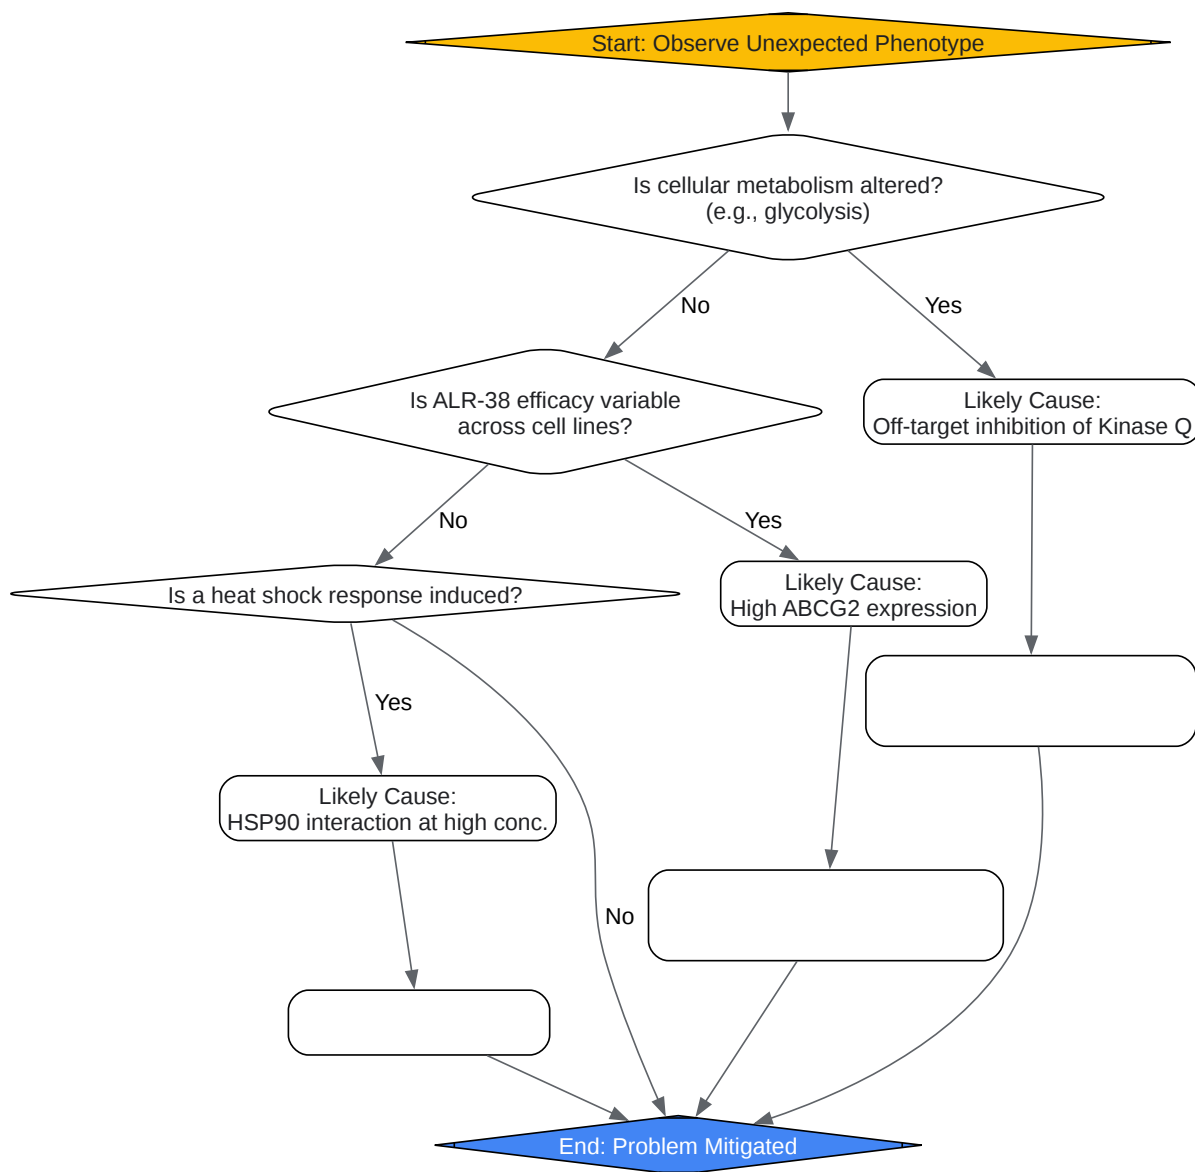 Start: Observe Unexpected Phenotype
Is cellular metabolism altered?
(e.g., glycolysis)
No
Yes
Is ALR-38 efficacy variable
across cell lines?
Likely Cause:
Off-target inhibition of Kinase Q
No
Yes
Is a heat shock response induced?
Likely Cause:
High ABCG2 expression
Yes
Likely Cause:
HSP90 interaction at high conc.
No
End: Problem Mitigated